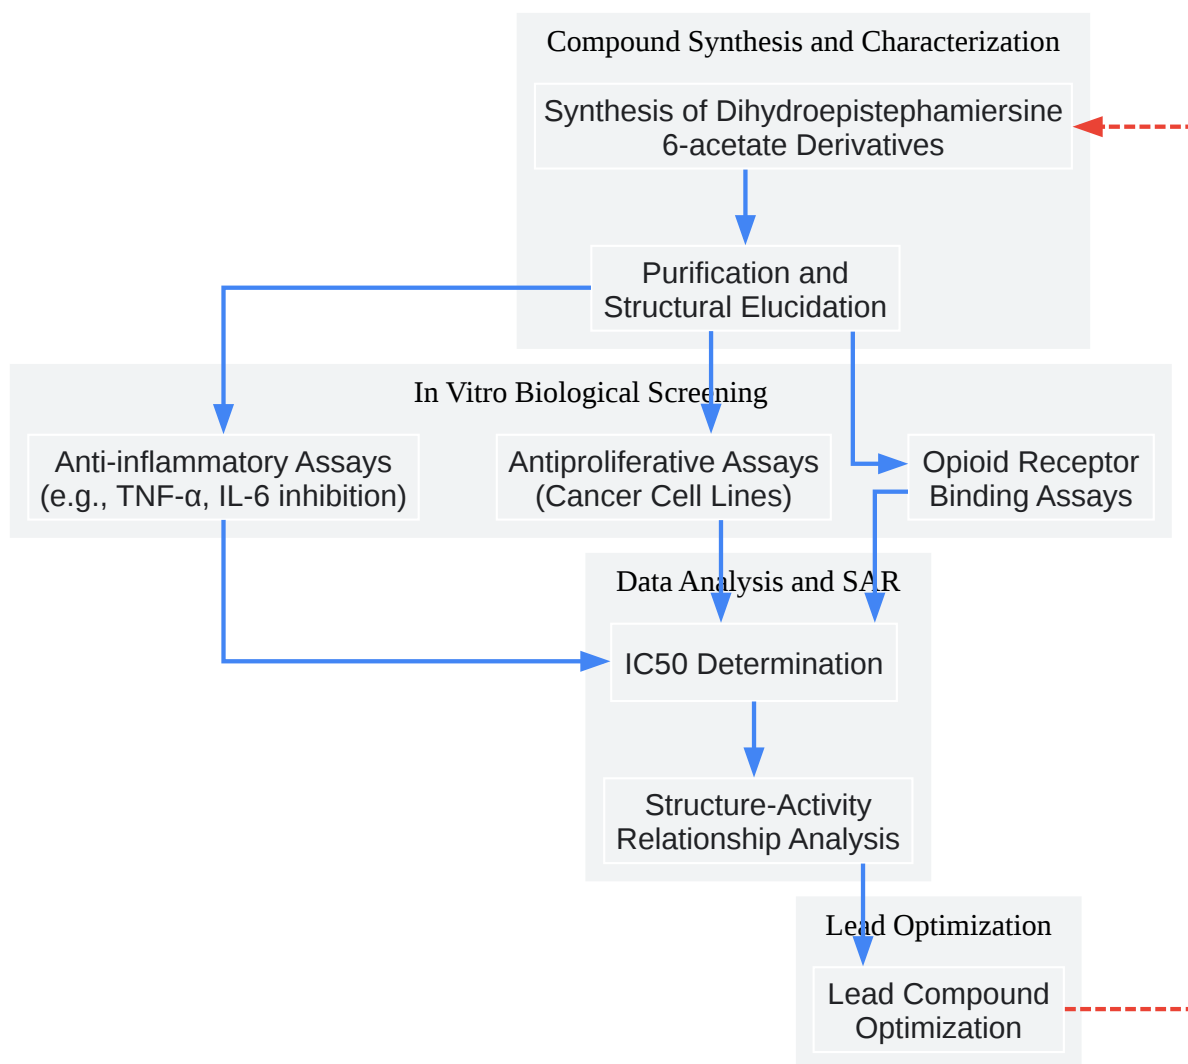 Compound Synthesis and Characterization
Synthesis of Dihydroepistephamiersine
6-acetate Derivatives
Purification and
Structural Elucidation
In Vitro Biological Screening
Anti-inflammatory Assays
(e.g., TNF-α, IL-6 inhibition)
Antiproliferative Assays
(Cancer Cell Lines)
Opioid Receptor
Binding Assays
Data Analysis and SAR
IC50 Determination
Structure-Activity
Relationship Analysis
Lead Optimization
Lead Compound
Optimization